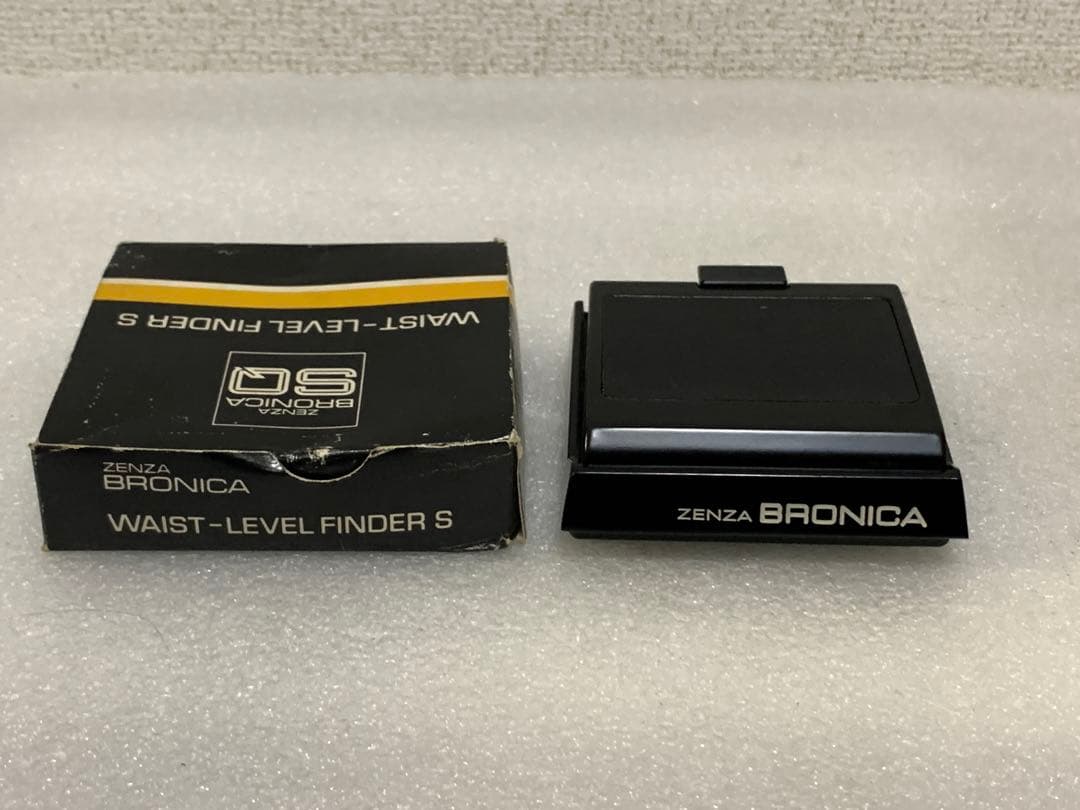 WAIST-LEVEL FINDER S
ZENZA
BRONICA
SQ
ZENZA
BRONICA
WAIST-LEVEL FINDER S
ZENZA BRONICA